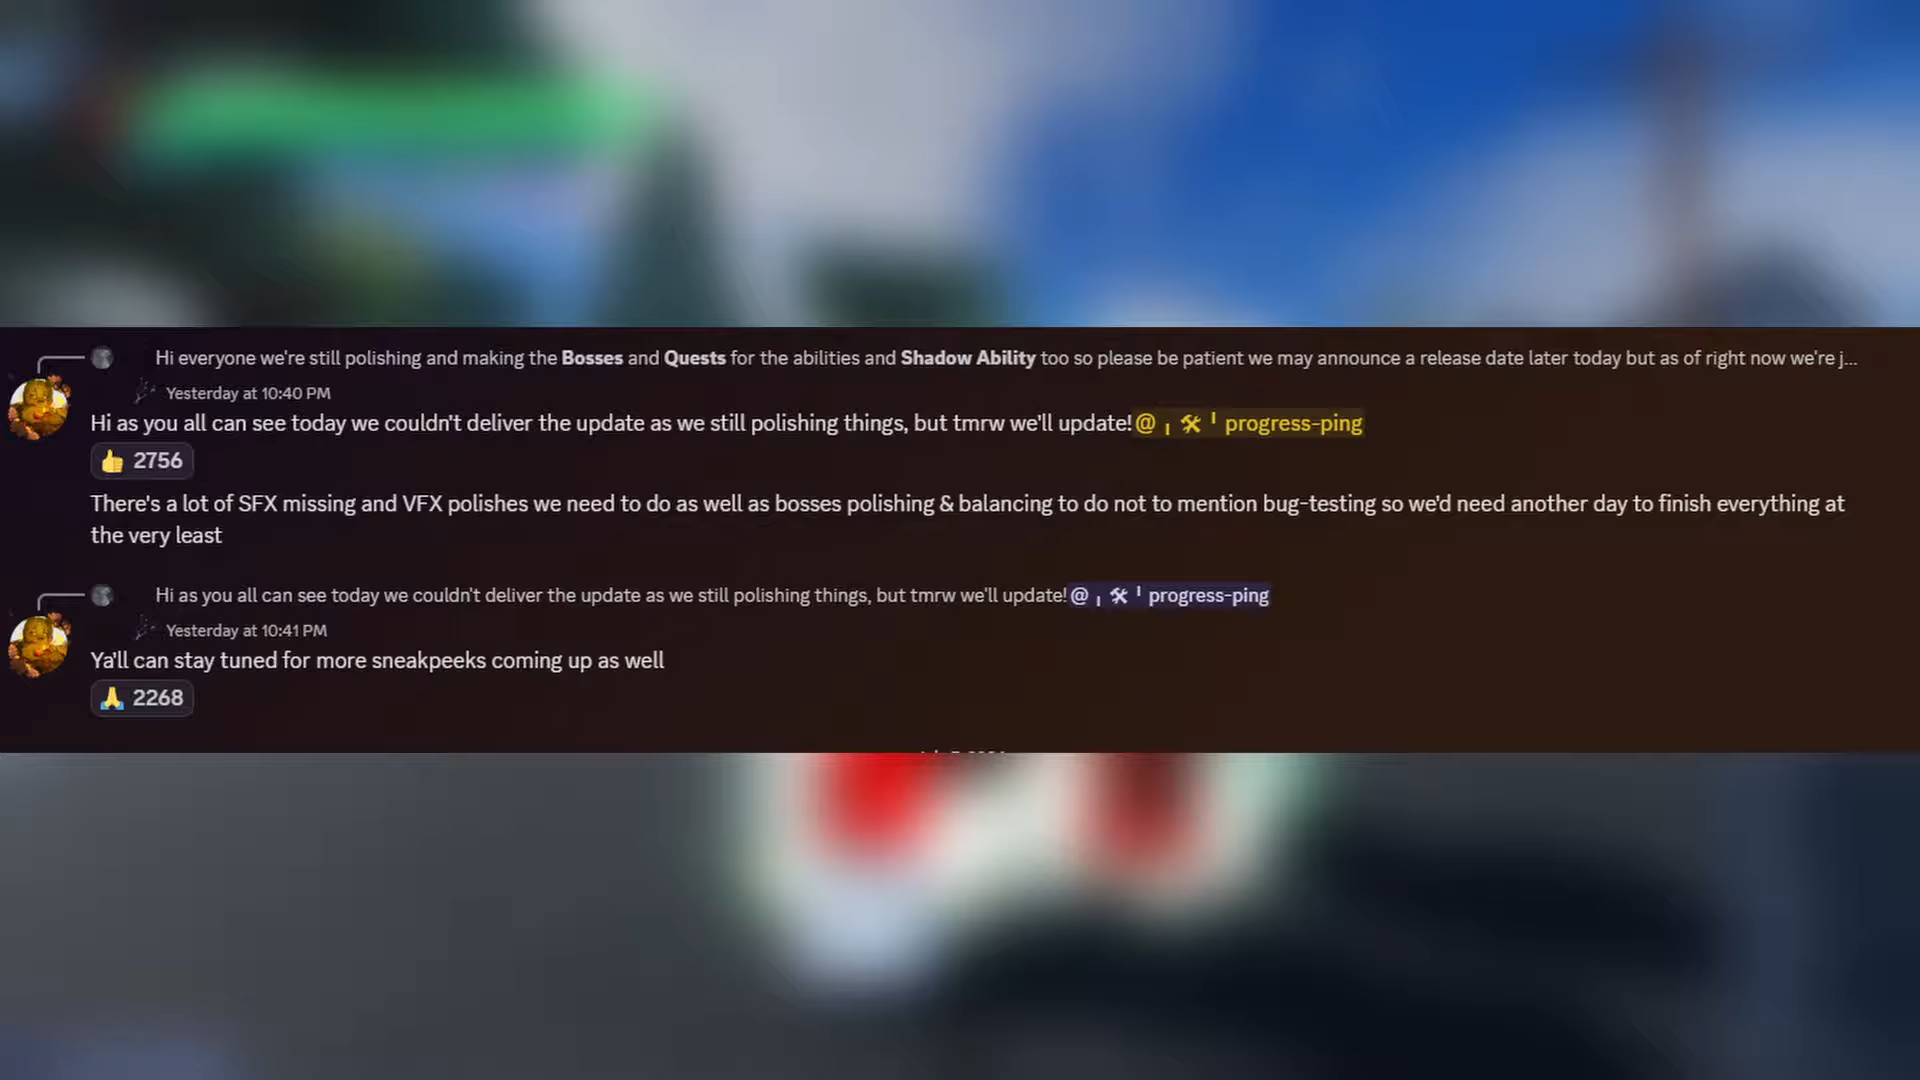 Hi everyone we're still polishing and making the Bosses and Quests for the abilities and Shadow Ability too so please be patient we may announce a release date later today but as of right now we're j...
Yesterday at 10:40 PM
Hi as you all can see today we couldn't deliver the update as we still polishing things, but tmrw we'll update!@ ╷ 🛠 ╵ progress-ping
👍 2756
There's a lot of SFX missing and VFX polishes we need to do as well as bosses polishing & balancing to do not to mention bug-testing so we'd need another day to finish everything at
the very least
Hi as you all can see today we couldn't deliver the update as we still polishing things, but tmrw we'll update!@ ╷ 🛠 ╵ progress-ping
Yesterday at 10:41 PM
Ya'll can stay tuned for more sneakpeeks coming up as well
🙏 2268